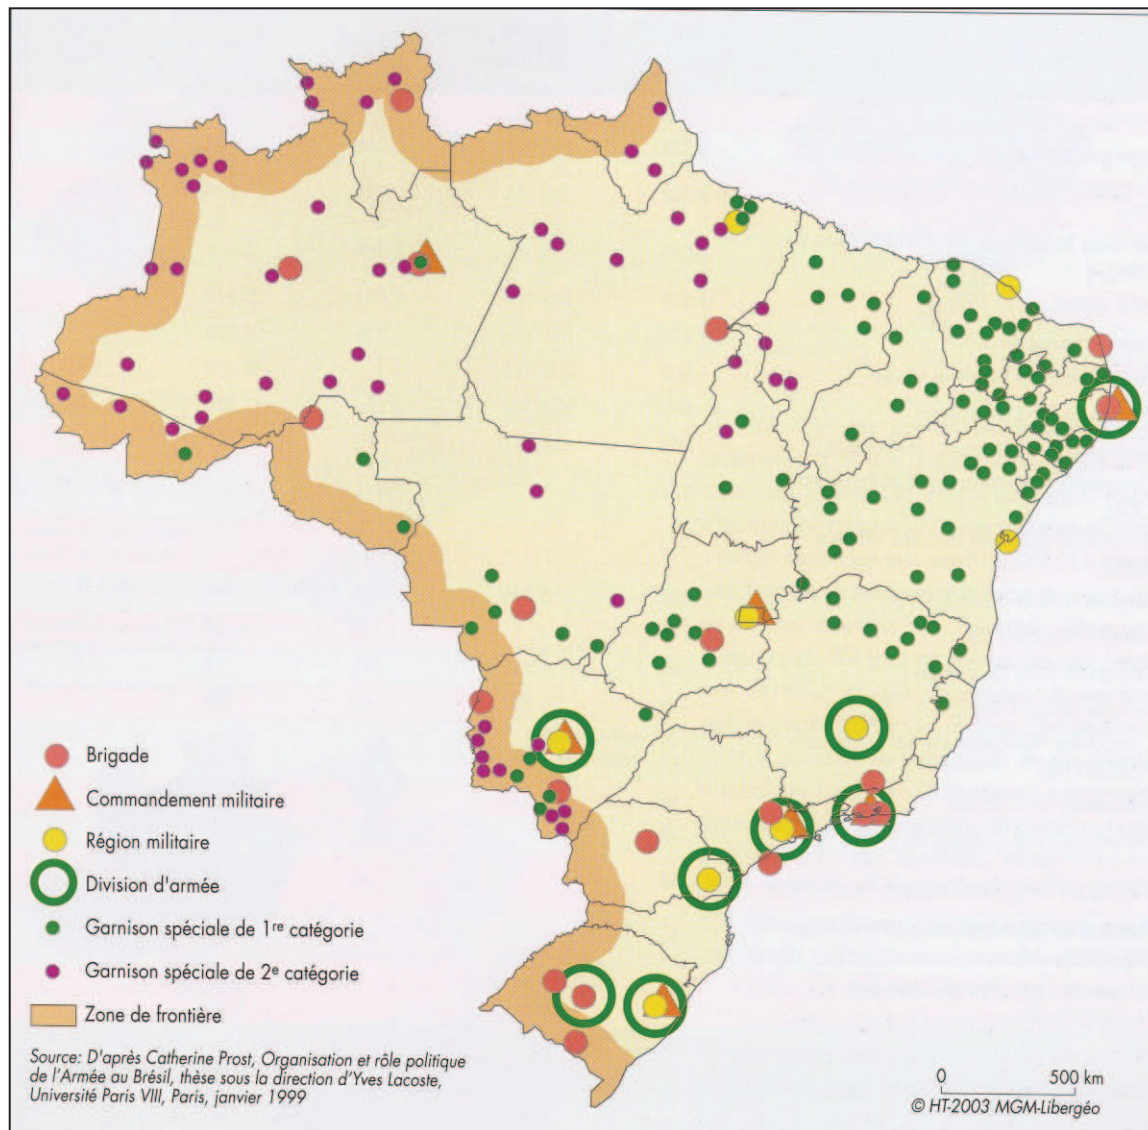 Brigade
Commandement militaire
Région militaire
Division d'armée
Garnison spéciale de 1re catégorie
Garnison spéciale de 2e catégorie
Zone de frontière
Source: D'après Catherine Prost, Organisation et rôle politique
de l'Armée au Brésil, thèse sous la direction d'Yves Lacoste,
Université Paris VIII, Paris, janvier 1999
0 500 km
© HT-2003 MGM-Libergéo